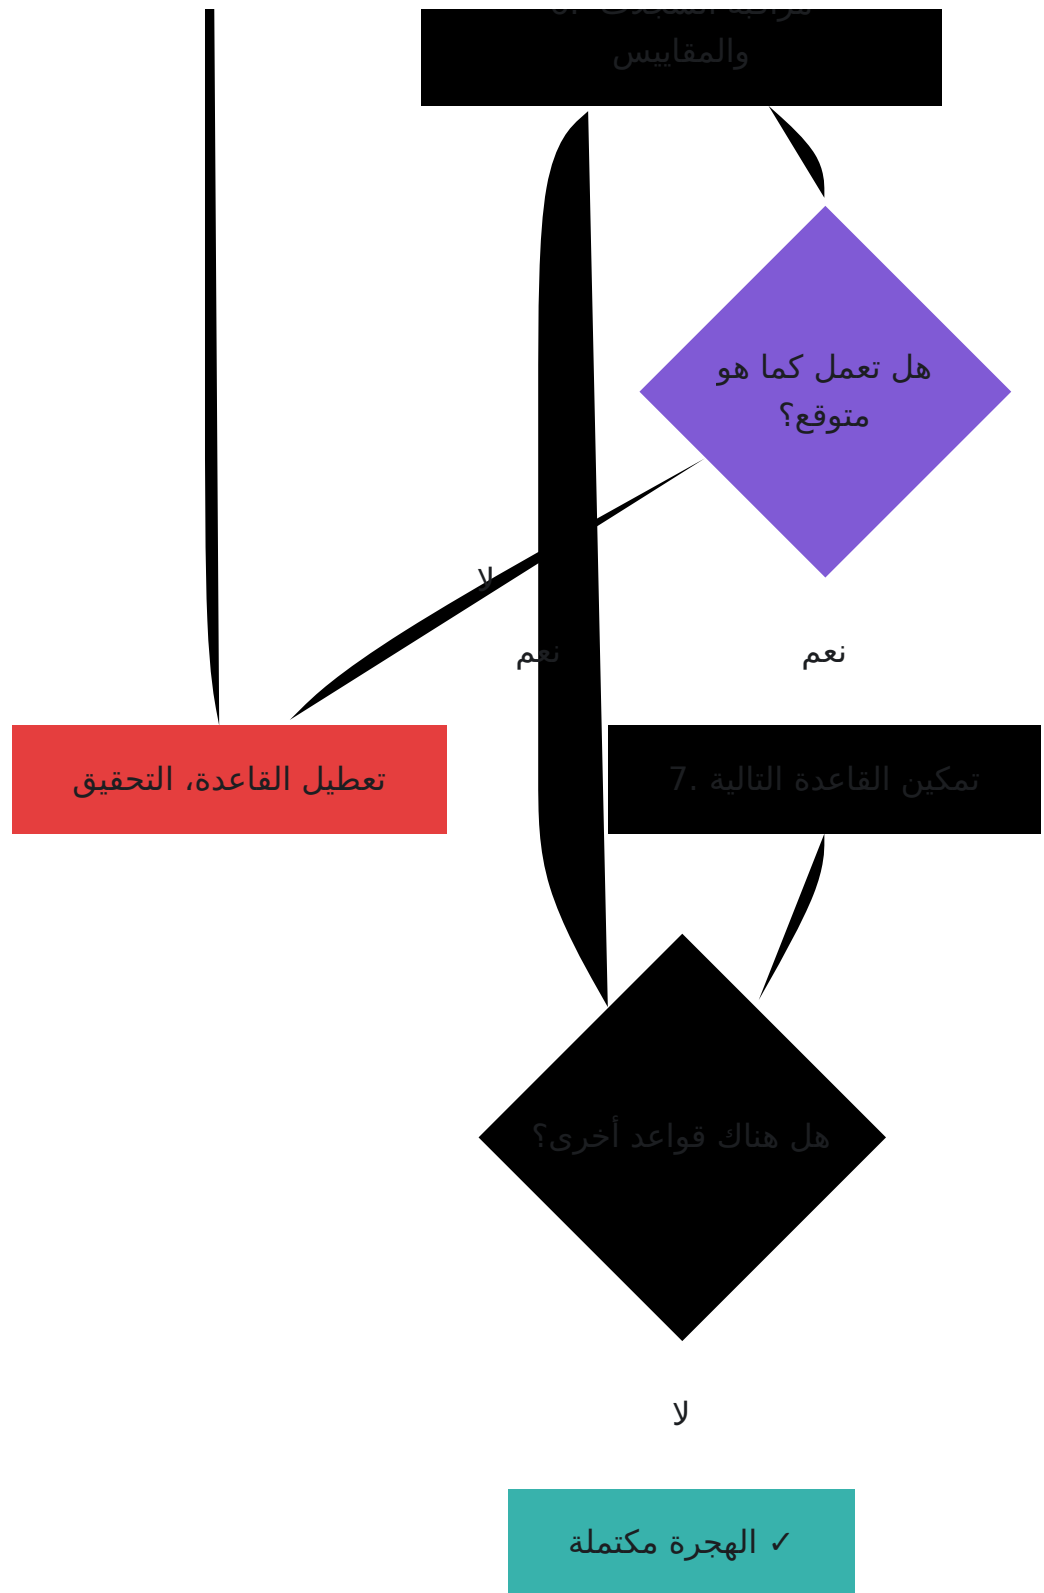 والمقاييس
هل تعمل كما هو
متوقع؟
لا
نعم
نعم
تعطيل القاعدة، التحقيق
7. تمكين القاعدة التالية
هل هناك قواعد أخرى؟
لا
✓ الهجرة مكتملة